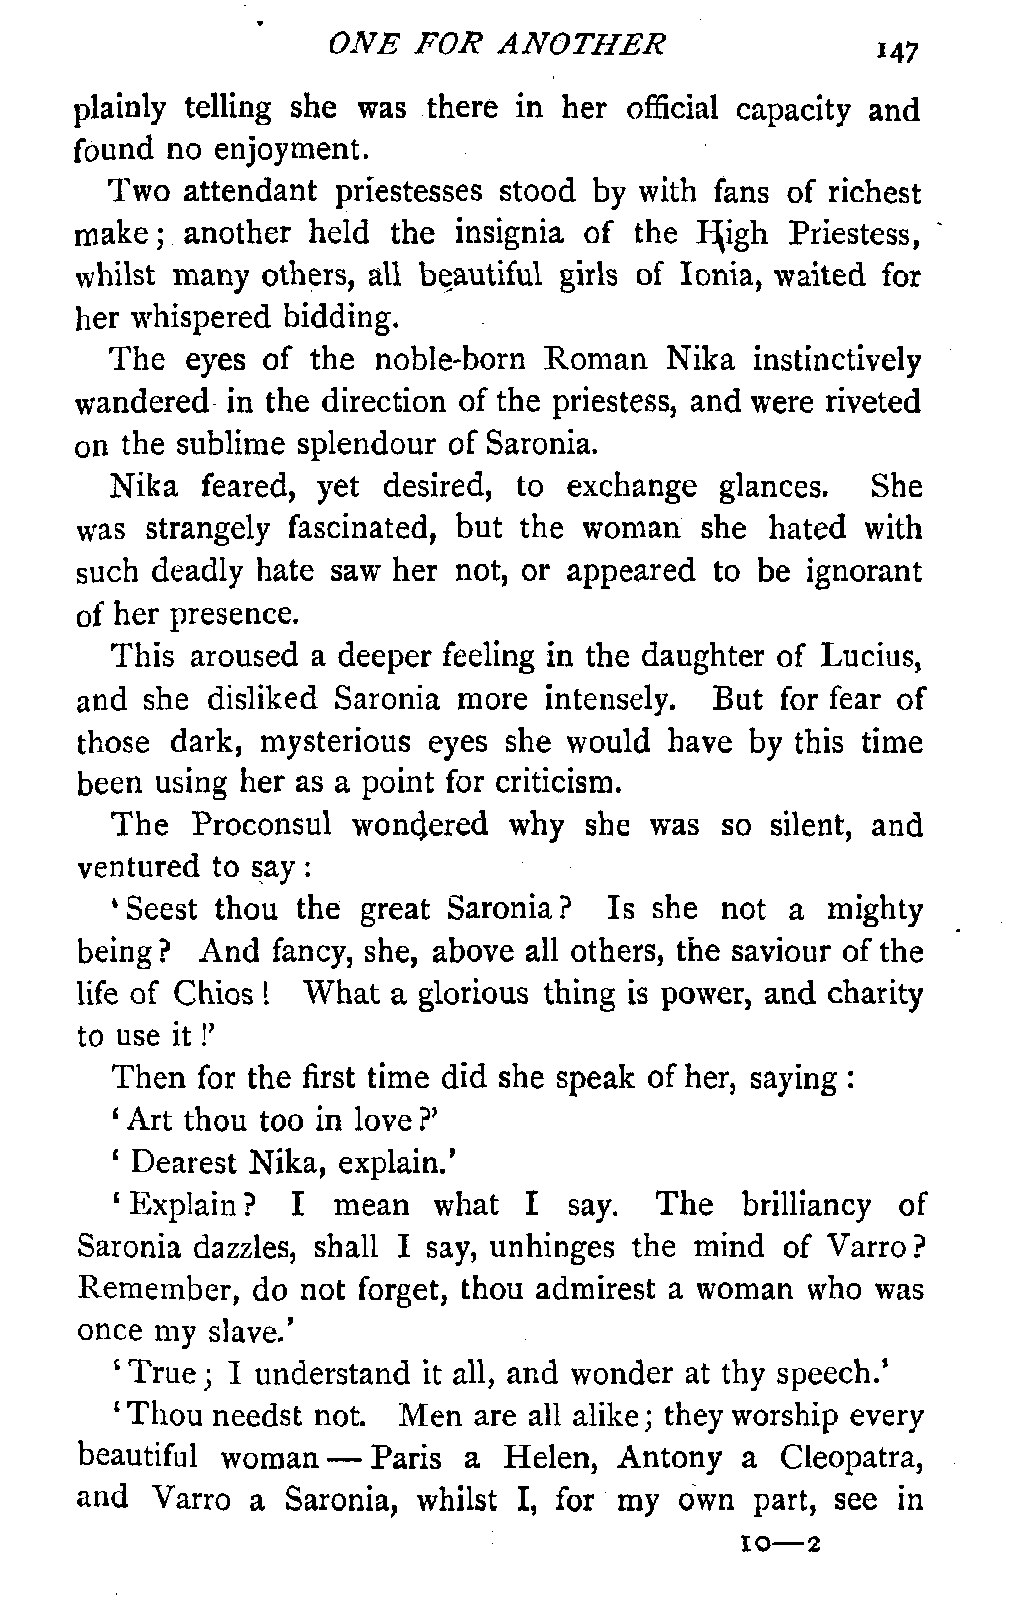 ONE FOR ANOTHER 147
plainly telling she was there in her official capacity and
found no enjoyment.
Two attendant priestesses stood by with fans of richest
make; another held the insignia of the High Priestess,
whilst many others, all beautiful girls of Ionia, waited for
her whispered bidding.
The eyes of the noble-born Roman Nika instinctively
wandered in the direction of the priestess, and were riveted
on the sublime splendour of Saronia.
Nika feared, yet desired, to exchange glances. She
was strangely fascinated, but the woman she hated with
such deadly hate saw her not, or appeared to be ignorant
of her presence.
This aroused a deeper feeling in the daughter of Lucius,
and she disliked Saronia more intensely. But for fear of
those dark, mysterious eyes she would have by this time
been using her as a point for criticism.
The Proconsul wondered why she was so silent, and
ventured to say :
'Seest thou the great Saronia? Is she not a mighty
being? And fancy, she, above all others, the saviour of the
life of Chios! What a glorious thing is power, and charity
to use it!'
Then for the first time did she speak of her, saying :
'Art thou too in love?'
'Dearest Nika, explain.'
'Explain? I mean what I say. The brilliancy of
Saronia dazzles, shall I say, unhinges the mind of Varro?
Remember, do not forget, thou admirest a woman who was
once my slave.'
'True; I understand it all, and wonder at thy speech.'
'Thou needst not. Men are all alike; they worship every
beautiful woman — Paris a Helen, Antony a Cleopatra,
and Varro a Saronia, whilst I, for my own part, see in
10—2